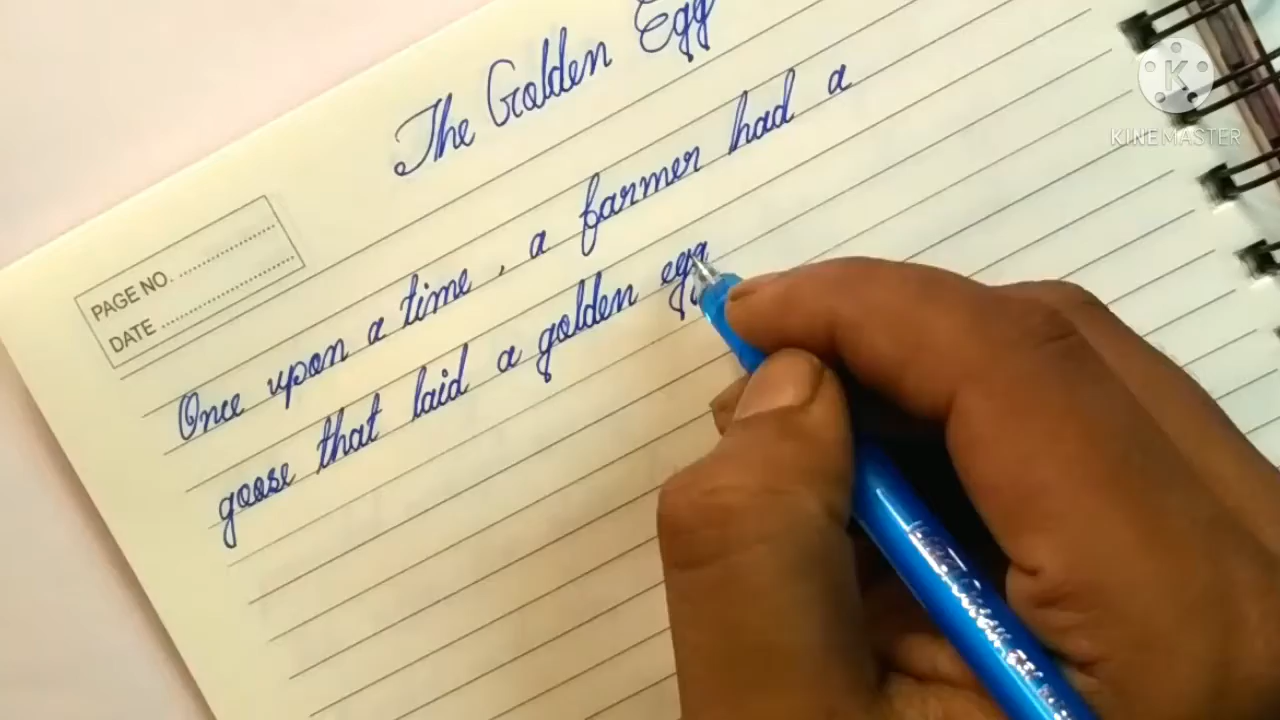 The Golden Egg
PAGE NO. ....................
DATE ..........................
Once upon a time , a farmer had a
goose that laid a golden egg
KINEMASTER